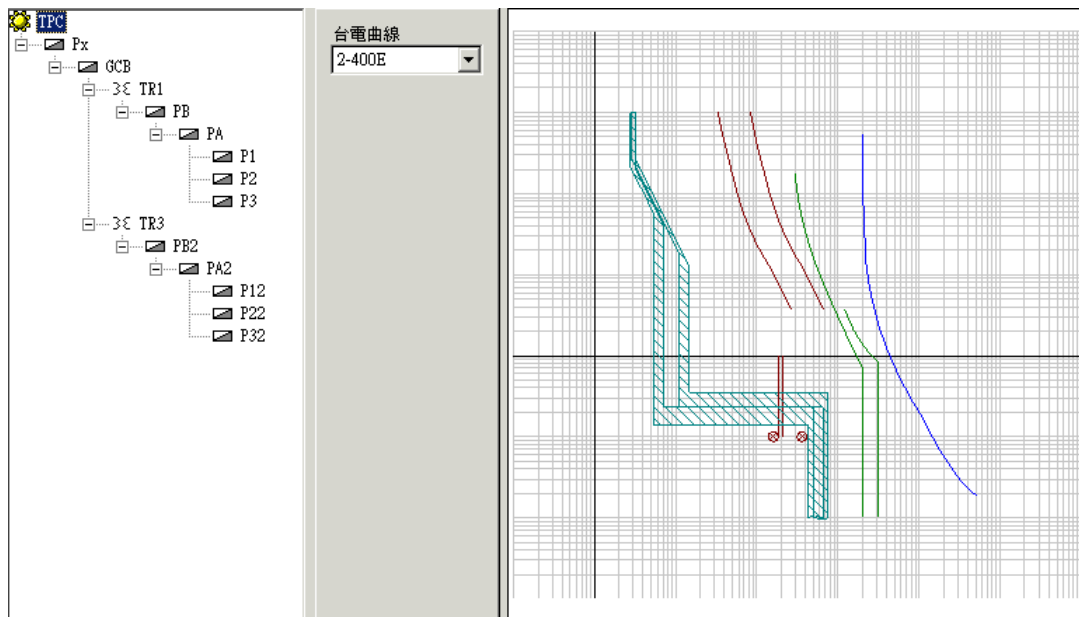 TPC
Px
GCB
TR1
PB
PA
P1
P2
P3
TR3
PB2
PA2
P12
P22
P32
台電曲線
2-400E